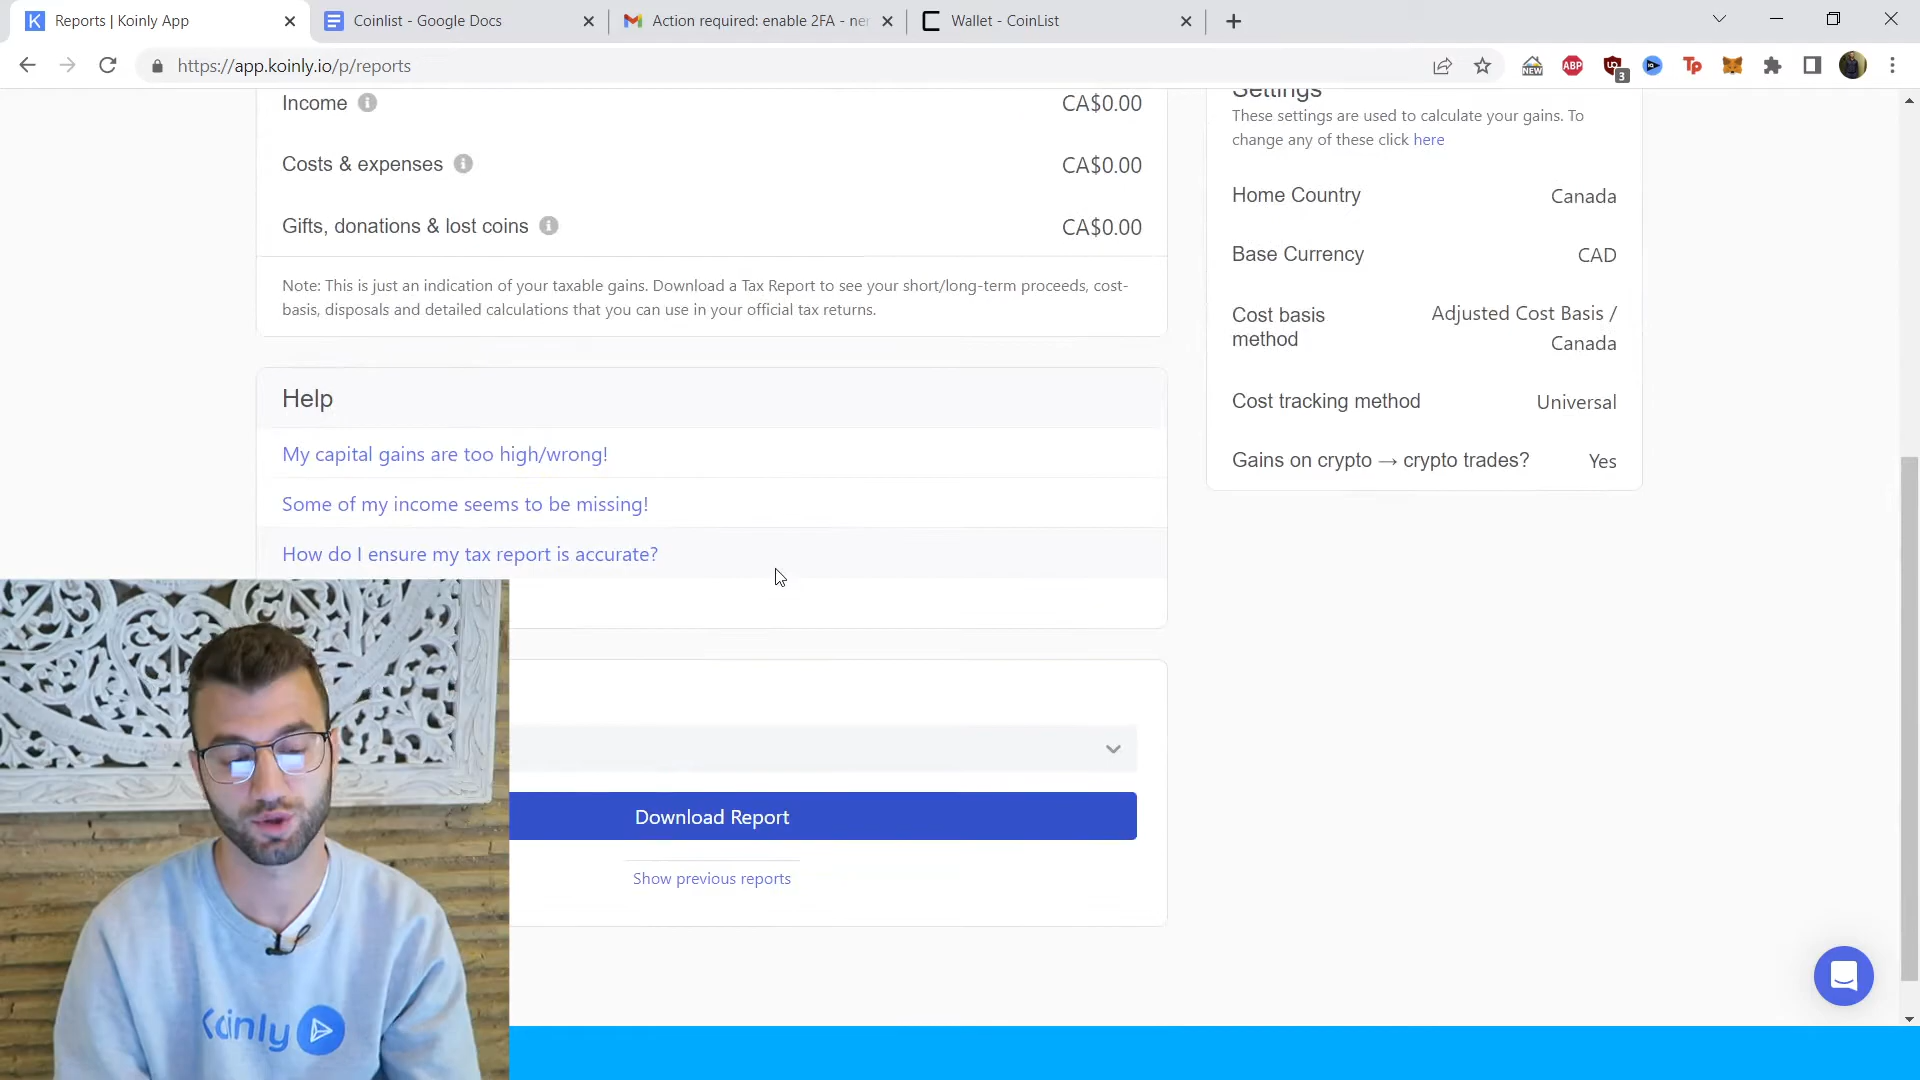 Reports | Koinly App
Coinlist - Google Docs
Action required: enable 2FA - ner
Wallet - CoinList
https://app.koinly.io/p/reports
NEW
ABP
3
Tp
Income
CA$0.00
Costs & expenses
CA$0.00
Gifts, donations & lost coins
CA$0.00
Note: This is just an indication of your taxable gains. Download a Tax Report to see your short/long-term proceeds, cost-
basis, disposals and detailed calculations that you can use in your official tax returns.
Help
My capital gains are too high/wrong!
Some of my income seems to be missing!
How do I ensure my tax report is accurate?
Download Report
Show previous reports
Settings
These settings are used to calculate your gains. To
change any of these click here
Home Country
Canada
Base Currency
CAD
Cost basis
method
Adjusted Cost Basis /
Canada
Cost tracking method
Universal
Gains on crypto → crypto trades?
Yes
Koinly